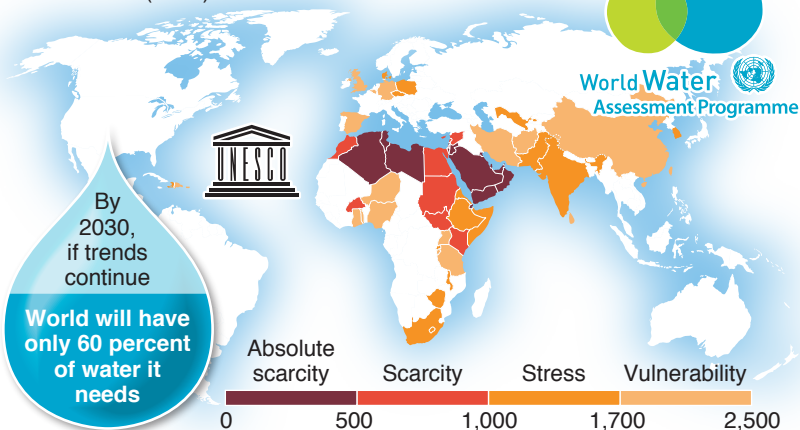 World Water
Assessment Programme
UNESCO
By
2030,
if trends
continue
World will have
only 60 percent
of water it
needs
Absolute
scarcity
Scarcity
Stress
Vulnerability
0
500
1,000
1,700
2,500